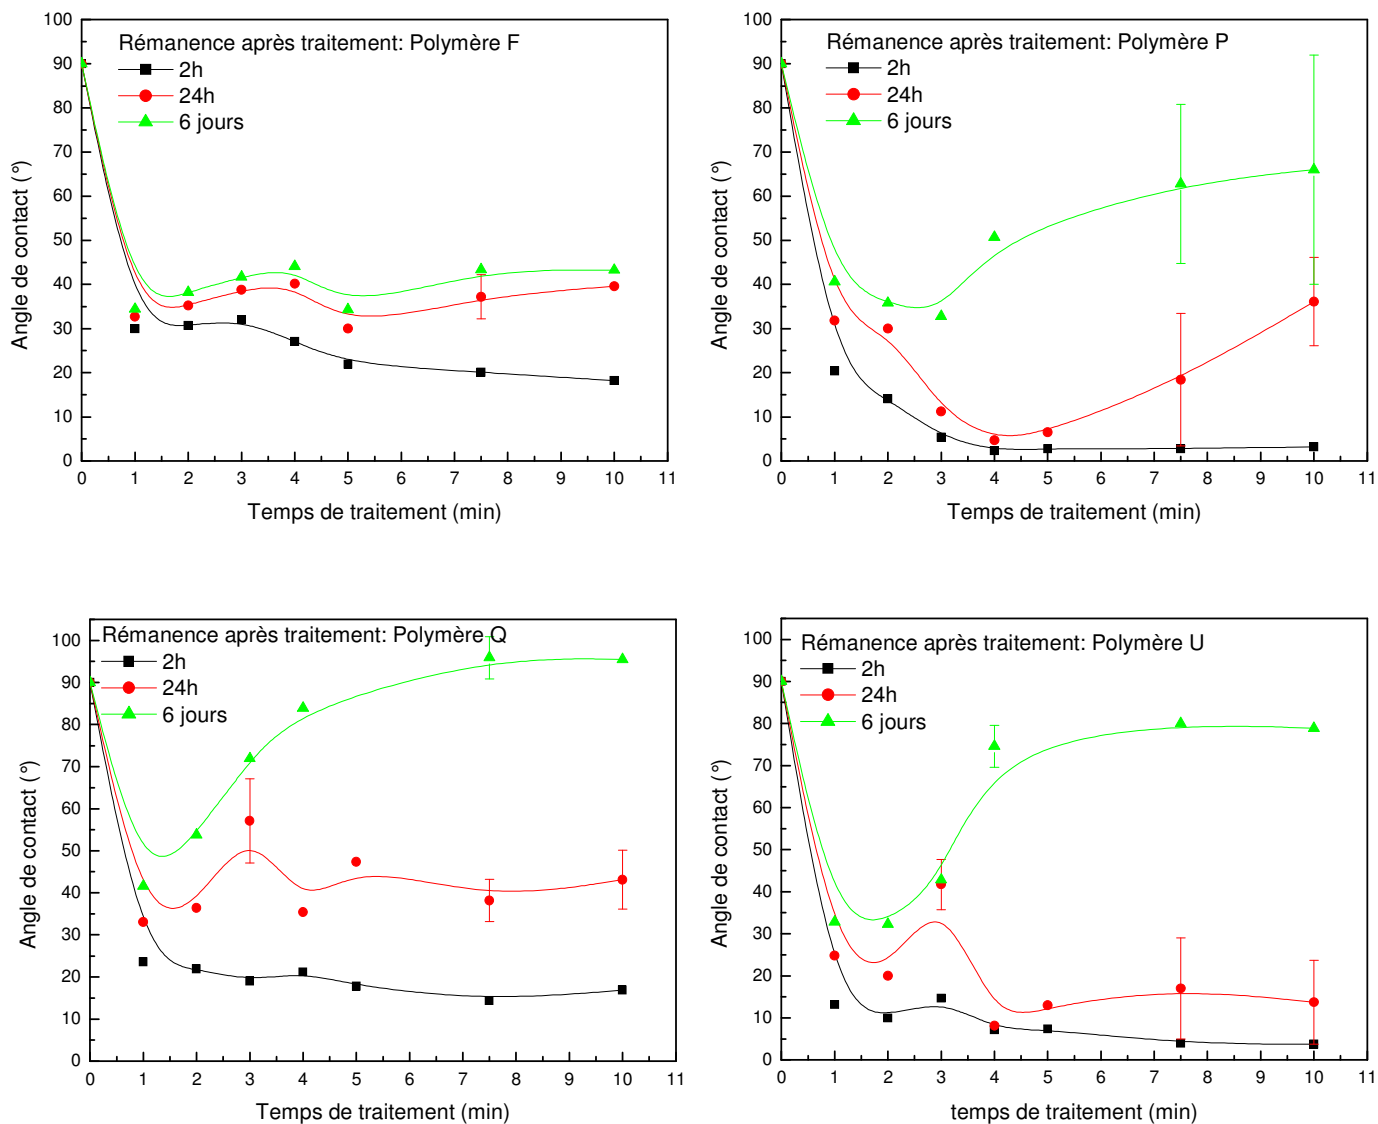 Rémanence après traitement: Polymère F
2h
24h
6 jours
100
90
80
70
60
50
40
30
20
10
0
Angle de contact (°)
0 1 2 3 4 5 6 7 8 9 10 11
Temps de traitement (min)
Rémanence après traitement: Polymère P
2h
24h
6 jours
100
90
80
70
60
50
40
30
20
10
0
Angle de contact (°)
0 1 2 3 4 5 6 7 8 9 10 11
Temps de traitement (min)
Rémanence après traitement: Polymère Q
2h
24h
6 jours
100
90
80
70
60
50
40
30
20
10
0
Angle de contact (°)
0 1 2 3 4 5 6 7 8 9 10 11
Temps de traitement (min)
Rémanence après traitement: Polymère U
2h
24h
6 jours
100
90
80
70
60
50
40
30
20
10
0
Angle de contact (°)
0 1 2 3 4 5 6 7 8 9 10 11
temps de traitement (min)